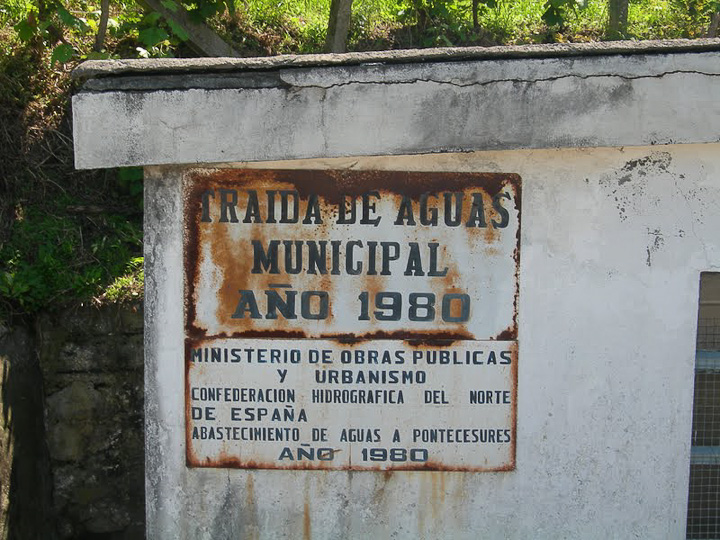 TRAIDA DE AGUAS
MUNICIPAL
AÑO 1980
MINISTERIO DE OBRAS PUBLICAS
Y URBANISMO
CONFEDERACION HIDROGRAFICA DEL NORTE
DE ESPAÑA
ABASTECIMIENTO DE AGUAS A PONTECESURES
AÑO 1980